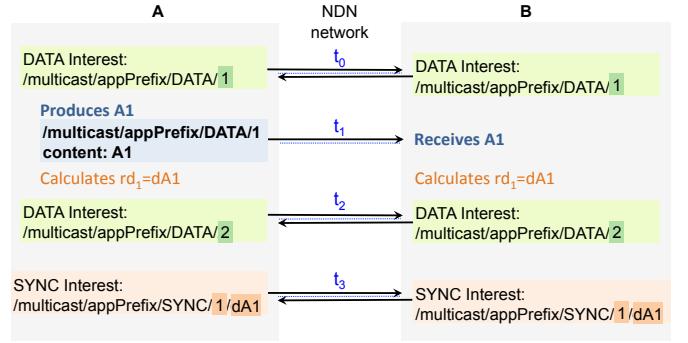 A
NDN
network
B
DATA Interest:
/multicast/appPrefix/DATA/1
t0
DATA Interest:
/multicast/appPrefix/DATA/1
Produces A1
/multicast/appPrefix/DATA/1
content: A1
t1
Receives A1
Calculates rd1=dA1
Calculates rd1=dA1
DATA Interest:
/multicast/appPrefix/DATA/2
t2
DATA Interest:
/multicast/appPrefix/DATA/2
SYNC Interest:
/multicast/appPrefix/SYNC/1/dA1
t3
SYNC Interest:
/multicast/appPrefix/SYNC/1/dA1